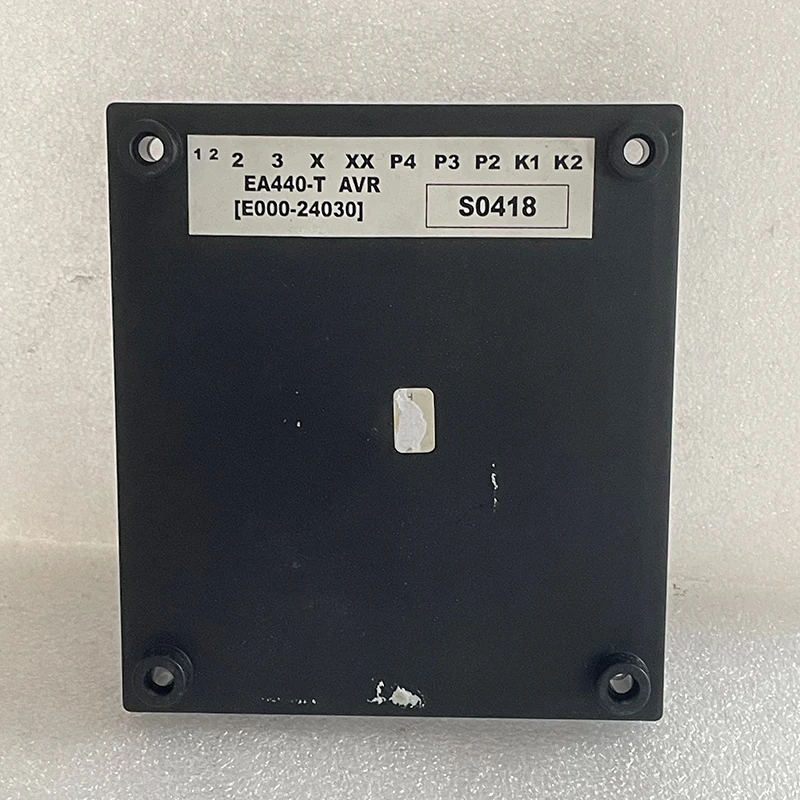 1 2 2 3 X XX P4 P3 P2 K1 K2
EA440-T AVR
[E000-24030]
S0418